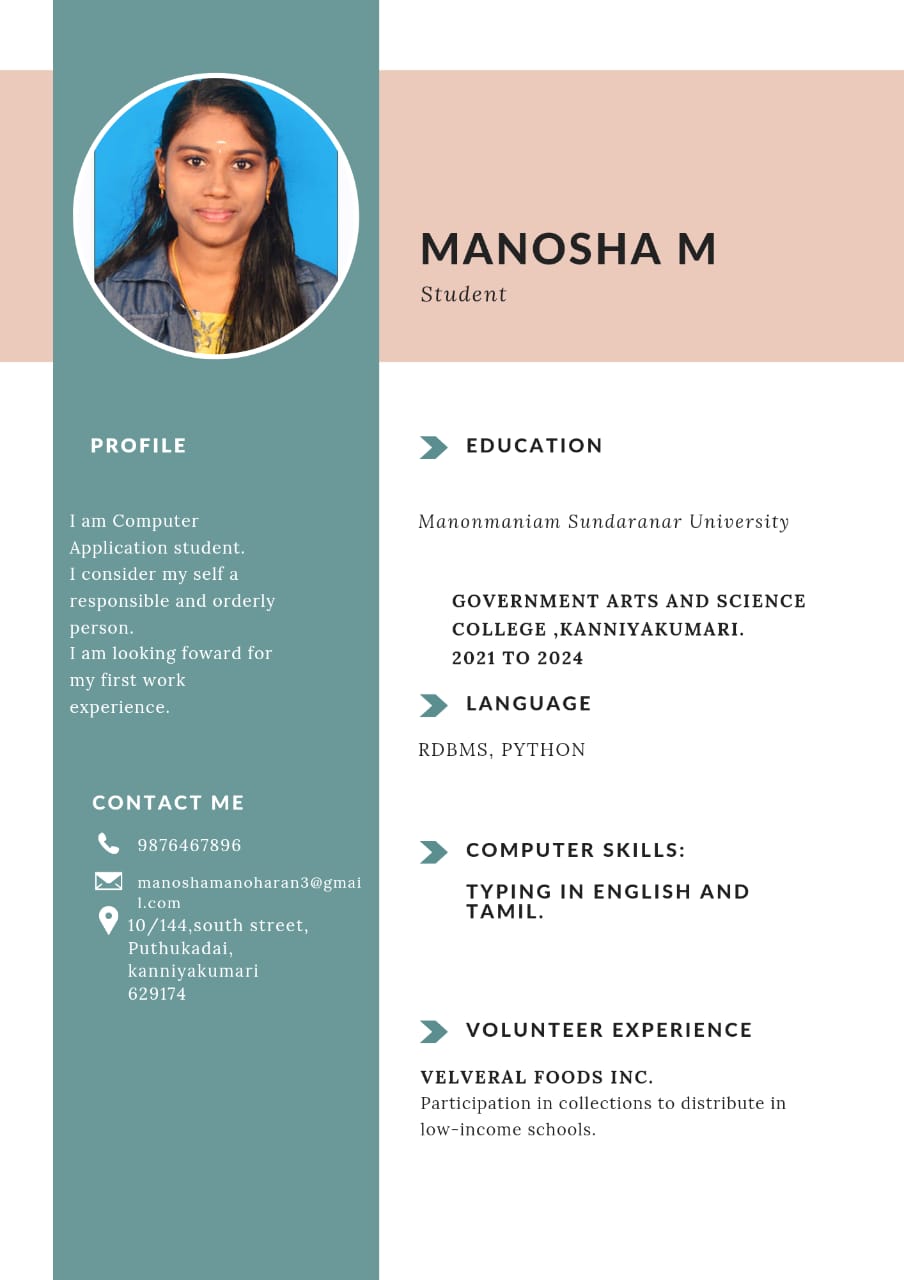 MANOSHA M
Student
PROFILE
I am Computer
Application student.
I consider my self a
responsible and orderly
person.
I am looking foward for
my first work
experience.
CONTACT ME
9876467896
manoshamanoharan3@gmai
l.com
10/144,south street,
Puthukadai,
kanniyakumari
629174
EDUCATION
Manonmaniam Sundaranar University
GOVERNMENT ARTS AND SCIENCE
COLLEGE ,KANNIYAKUMARI.
2021 TO 2024
LANGUAGE
RDBMS, PYTHON
COMPUTER SKILLS:
TYPING IN ENGLISH AND
TAMIL.
VOLUNTEER EXPERIENCE
VELVERAL FOODS INC.
Participation in collections to distribute in
low-income schools.